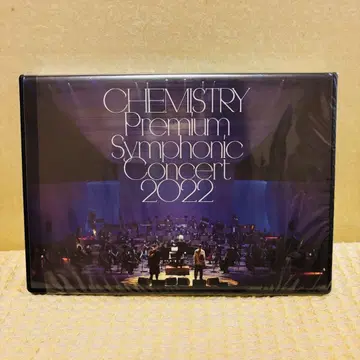 CHEMISTRY
Premium
Symphonic
Concert
2022